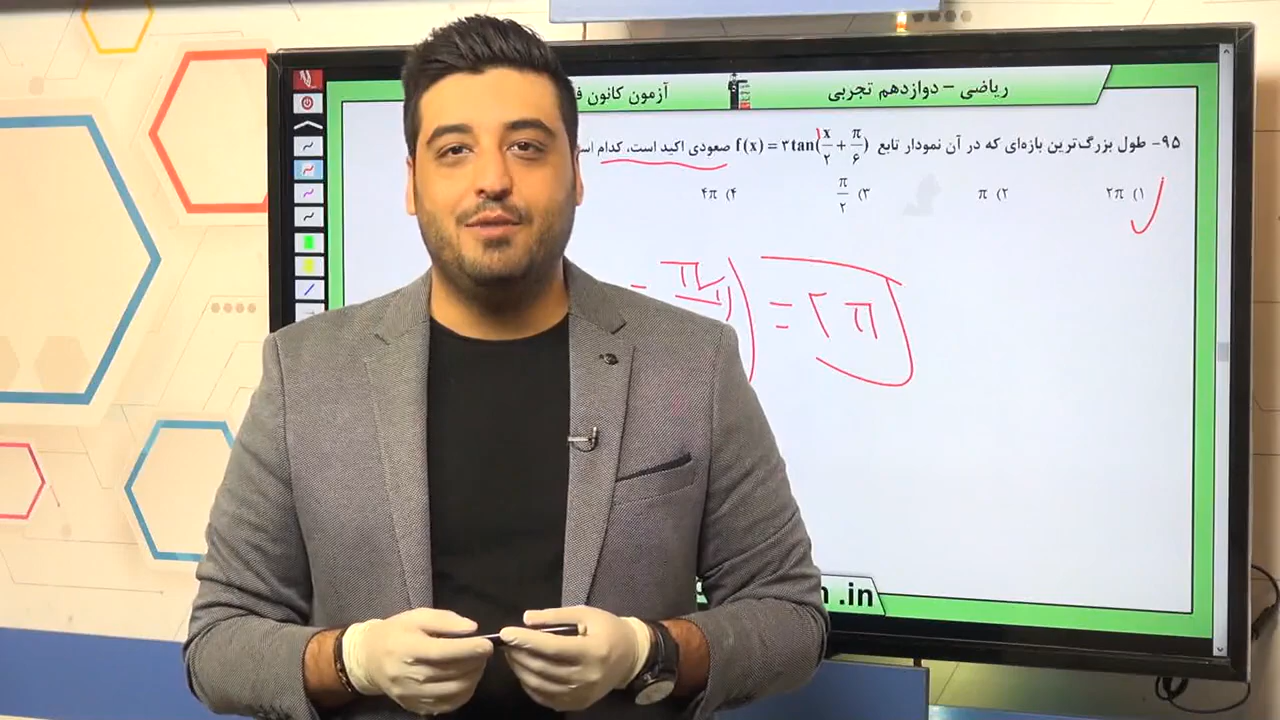 ریاضی - دوازدهم تجربی
آزمون کانون
۹۵- طول بزرگ‌ترین بازه‌ای که در آن نمودار تابع f(x) = ۳tan(x/۲ + π/۶) صعودی اکید است، کدام
۱) ۲π ۲) π ۳) π/۲ ۴) ۴π
= ۲π
.in